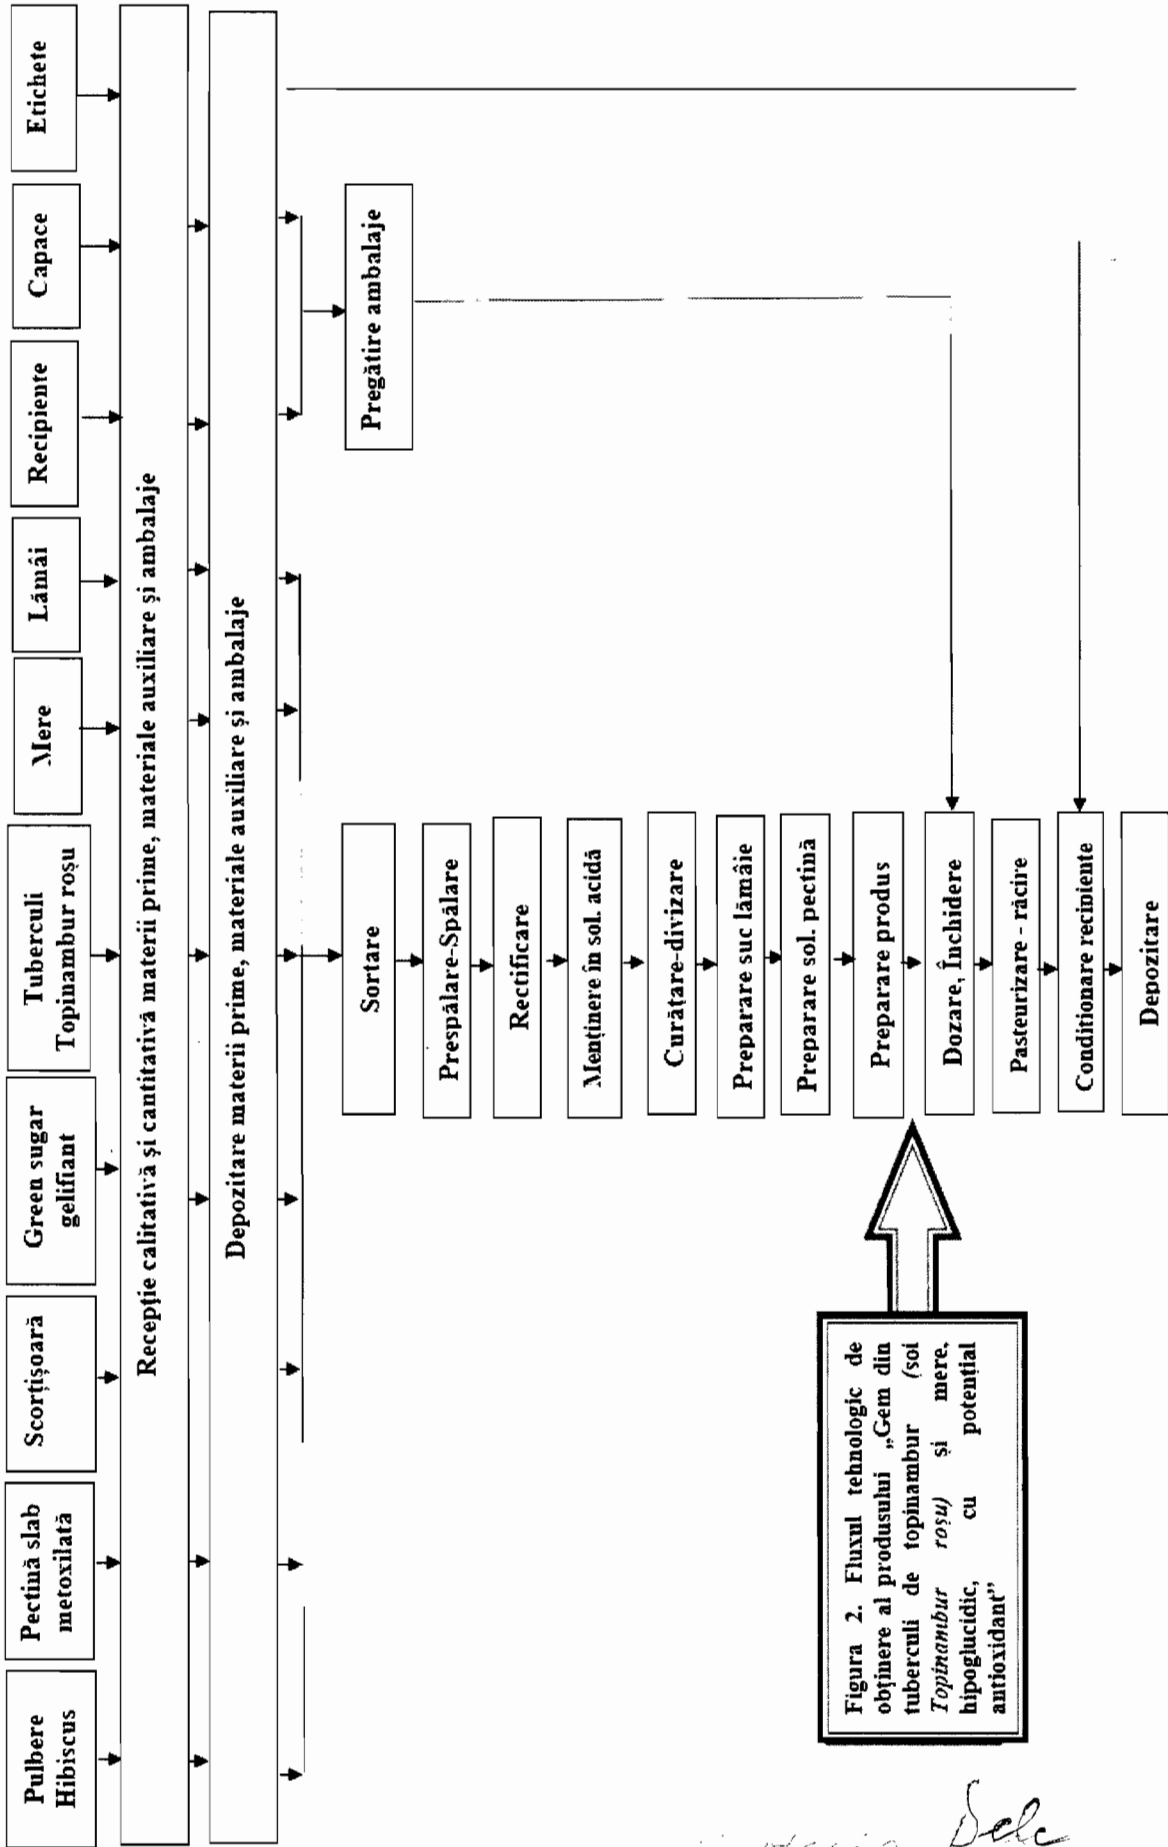 Pulbere
Hibiscus
Pectină slab
metoxilată
Scorțișoară
Green sugar
gelifiant
Tuberculi
Topinambur roșu
Mere
Lămâi
Recipiente
Capace
Etichete
Recepție calitativă și cantitativă materii prime, materiale auxiliare și ambalaje
Depozitare materii prime, materiale auxiliare și ambalaje
Pregătire ambalaje
Sortare
Prespălare-Spălare
Rectificare
Menținere în sol. acidă
Curățare-divizare
Preparare suc lămâie
Preparare sol. pectină
Preparare produs
Dozare, Închidere
Pasteurizare - răcire
Conditionare recipiente
Depozitare
Figura 2. Fluxul tehnologic de
obținere al produsului „Gem din
tuberculi de topinambur (soi
Topinambur roșu) și mere,
hipoglucidic, cu potențial
antioxidant”